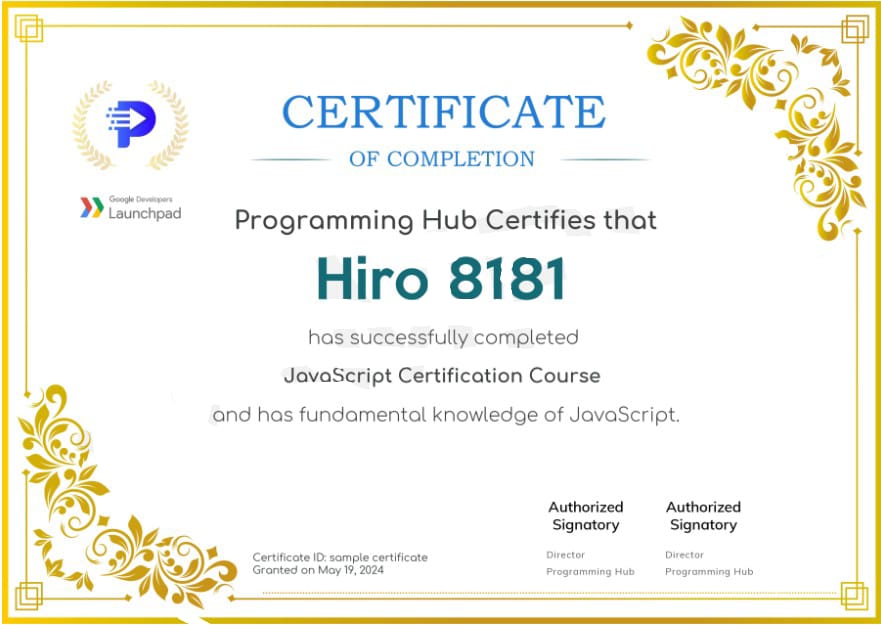 CERTIFICATE
OF COMPLETION
Google Developers
Launchpad
Programming Hub Certifies that
Hiro 8181
has successfully completed
JavaScript Certification Course
and has fundamental knowledge of JavaScript.
Authorized
Signatory
Director
Programming Hub
Authorized
Signatory
Director
Programming Hub
Certificate ID: sample certificate
Granted on May 19, 2024